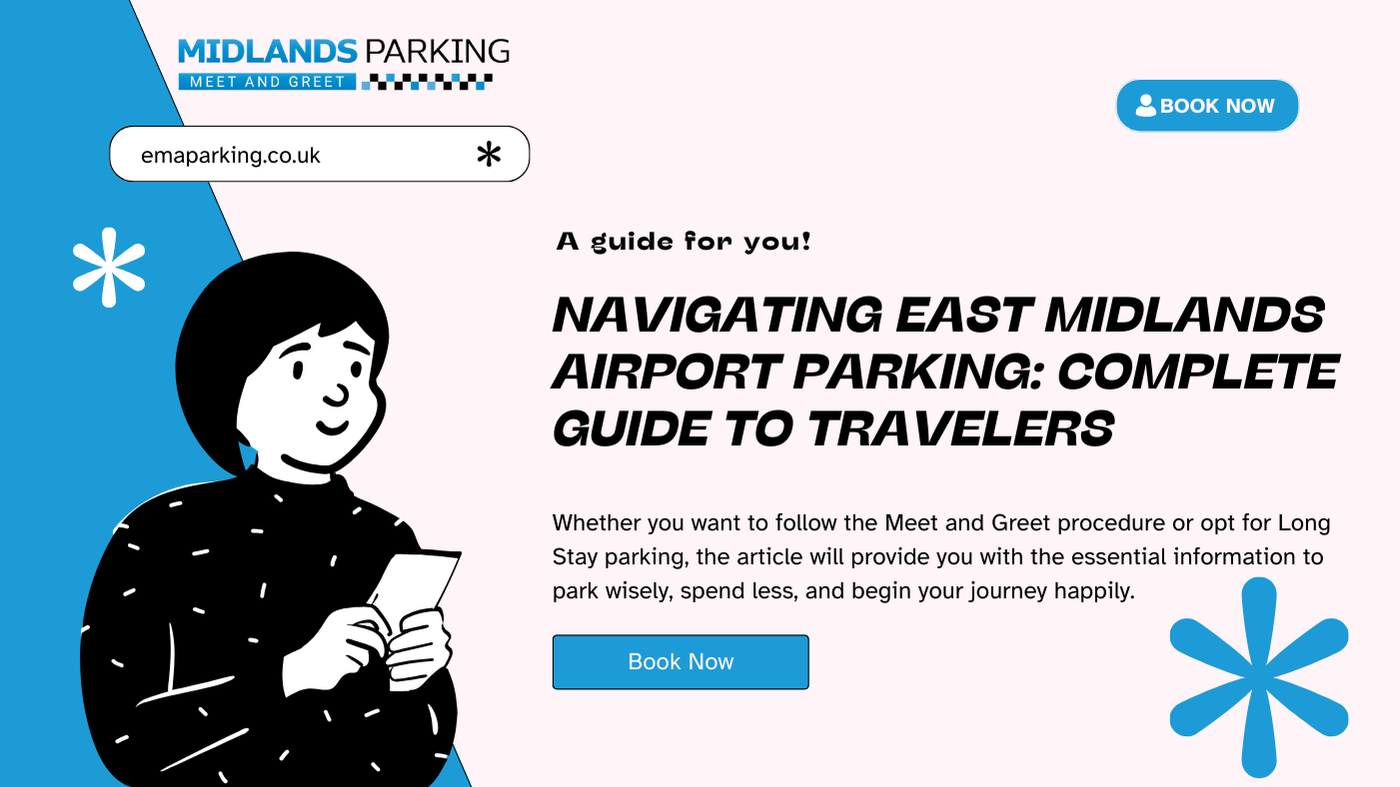 MIDLANDS PARKING
MEET AND GREET
BOOK NOW
emaparking.co.uk
A guide for you!
NAVIGATING EAST MIDLANDS
AIRPORT PARKING: COMPLETE
GUIDE TO TRAVELERS
Whether you want to follow the Meet and Greet procedure or opt for Long
Stay parking, the article will provide you with the essential information to
park wisely, spend less, and begin your journey happily.
Book Now